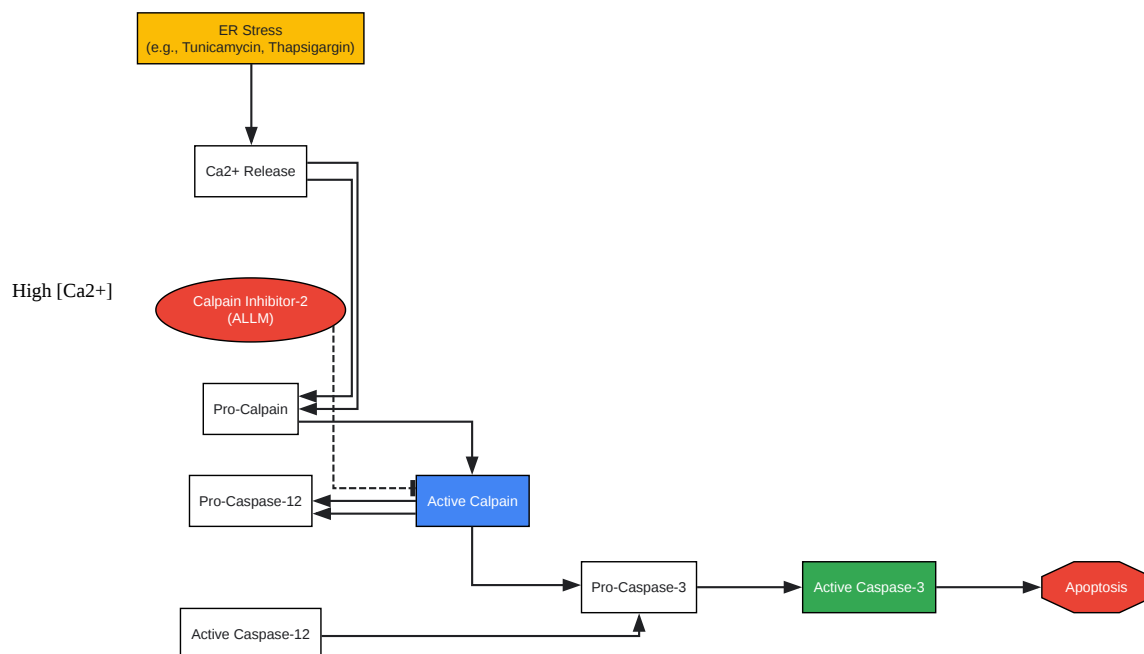 ER Stress
(e.g., Tunicamycin, Thapsigargin)
Ca2+ Release
High [Ca2+]
Calpain Inhibitor-2
(ALLM)
Pro-Calpain
Pro-Caspase-12
Active Calpain
Pro-Caspase-3
Active Caspase-3
Apoptosis
Active Caspase-12